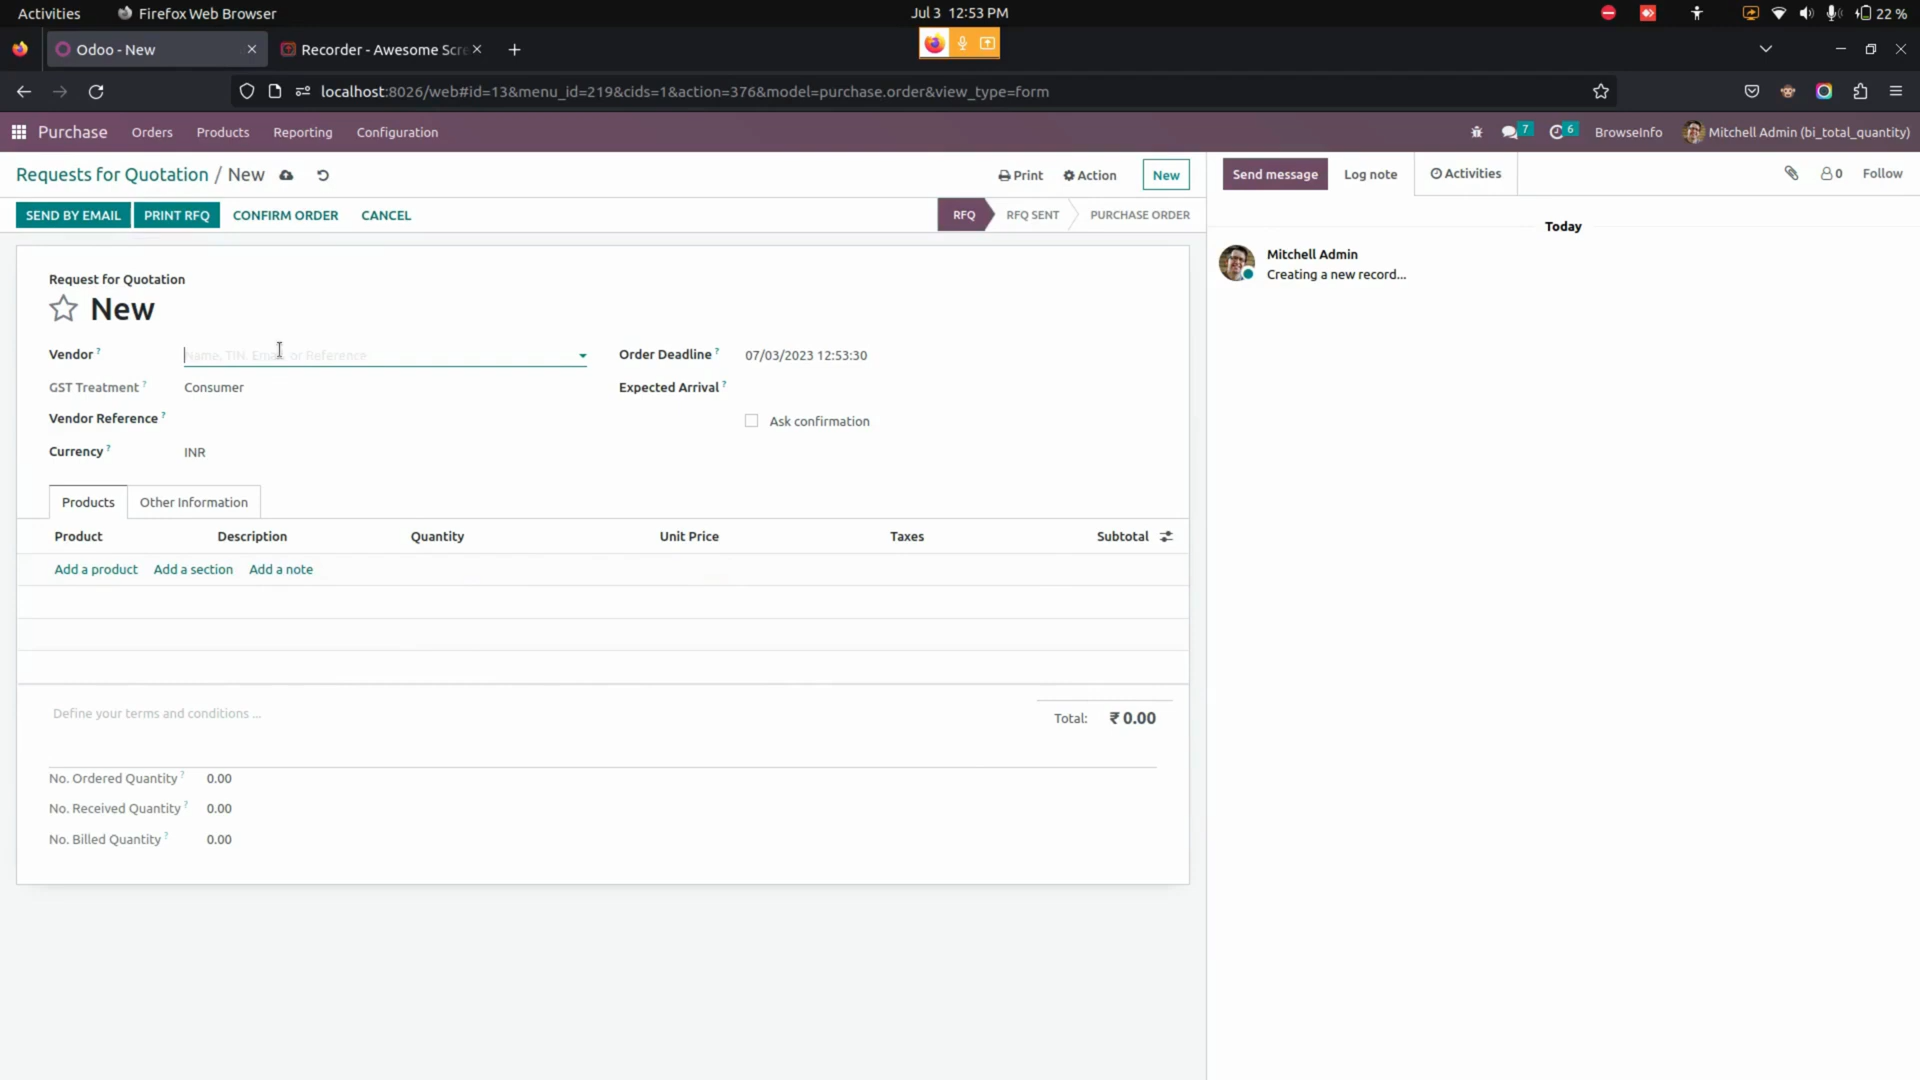 Activities Firefox Web Browser Jul 3 12:53 PM 22 %
Odoo - New Recorder - Awesome Scre
localhost:8026/web#id=13&menu_id=219&cids=1&action=376&model=purchase.order&view_type=form
Purchase Orders Products Reporting Configuration 7 6 BrowseInfo Mitchell Admin (bi_total_quantity)
Requests for Quotation / New Print Action New Send message Log note Activities 0 Follow
SEND BY EMAIL PRINT RFQ CONFIRM ORDER CANCEL RFQ RFQ SENT PURCHASE ORDER
Today
Mitchell Admin
Creating a new record...
Request for Quotation
New
Vendor ? Name, TIN, Email, or Reference Order Deadline ? 07/03/2023 12:53:30
GST Treatment ? Consumer Expected Arrival ?
Vendor Reference ? Ask confirmation
Currency ? INR
Products Other Information
Product Description Quantity Unit Price Taxes Subtotal
Add a product Add a section Add a note
Define your terms and conditions ... Total: ₹ 0.00
No. Ordered Quantity ? 0.00
No. Received Quantity ? 0.00
No. Billed Quantity ? 0.00